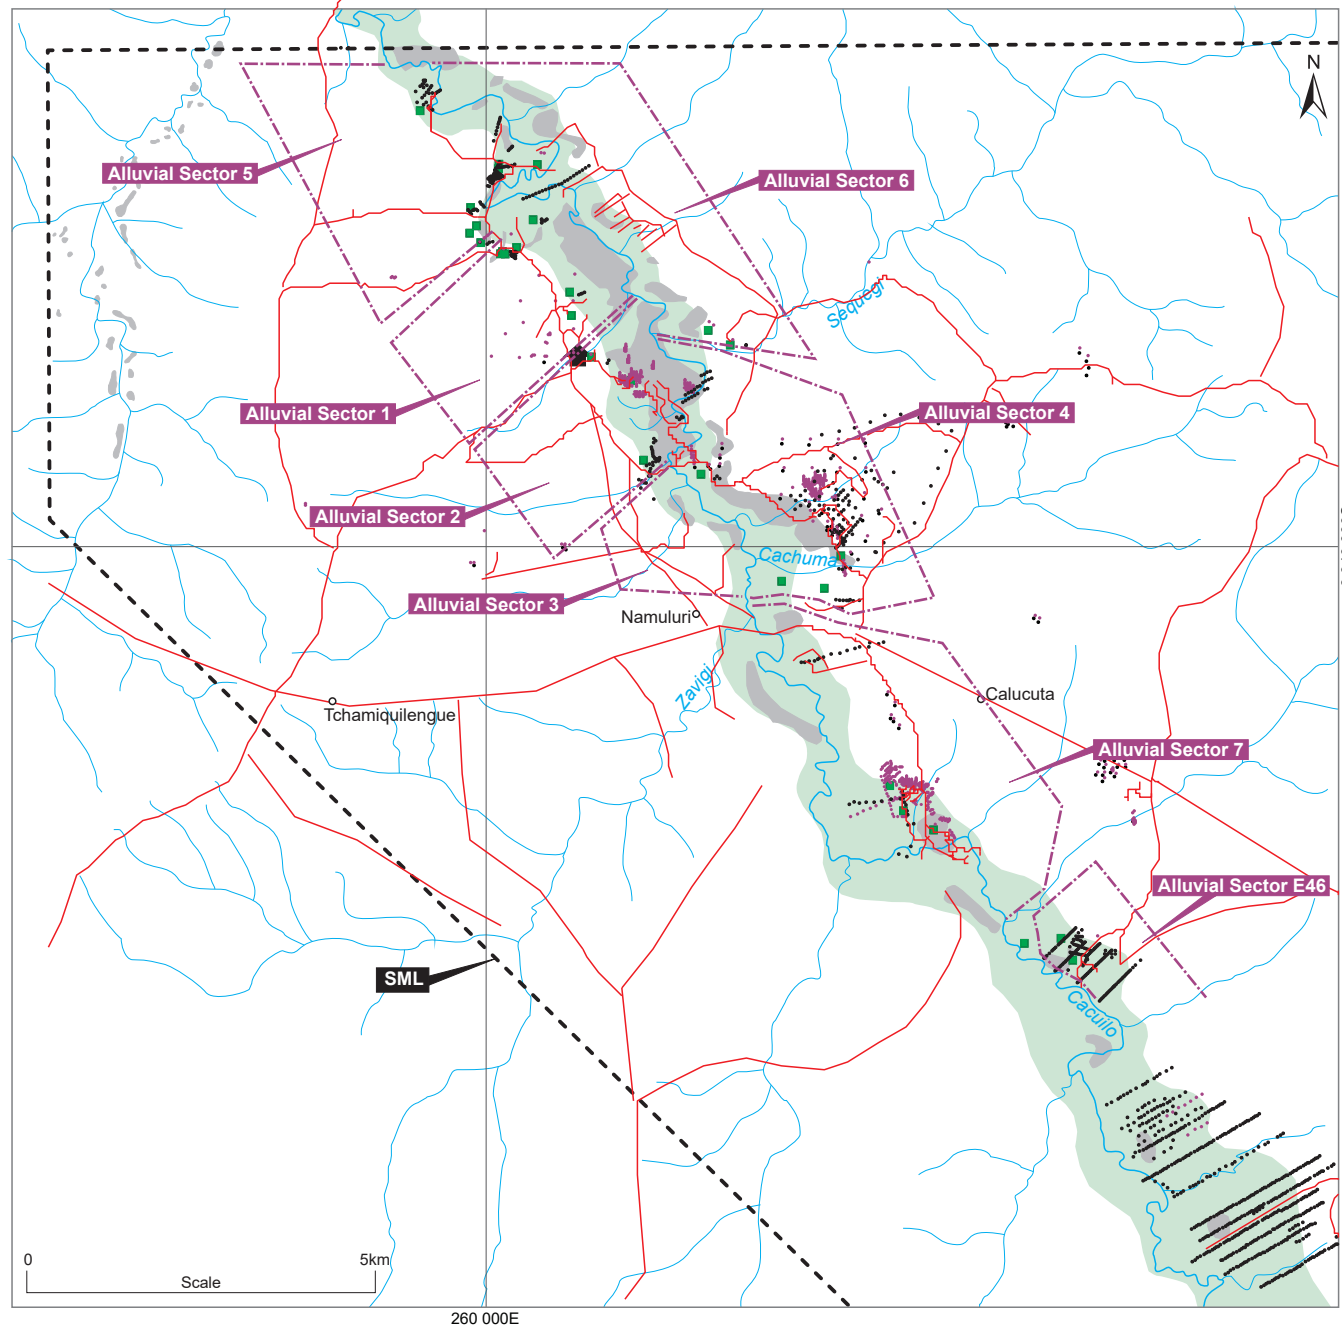 N
Alluvial Sector 5
Alluvial Sector 6
Sequegi
Alluvial Sector 1
Alluvial Sector 4
Alluvial Sector 2
Cachuma
Alluvial Sector 3
Namuluri
Zavigi
Calucuta
Tchamiquilengue
Alluvial Sector 7
Alluvial Sector E46
SML
Cacuilo
0 5km
Scale
260 000E